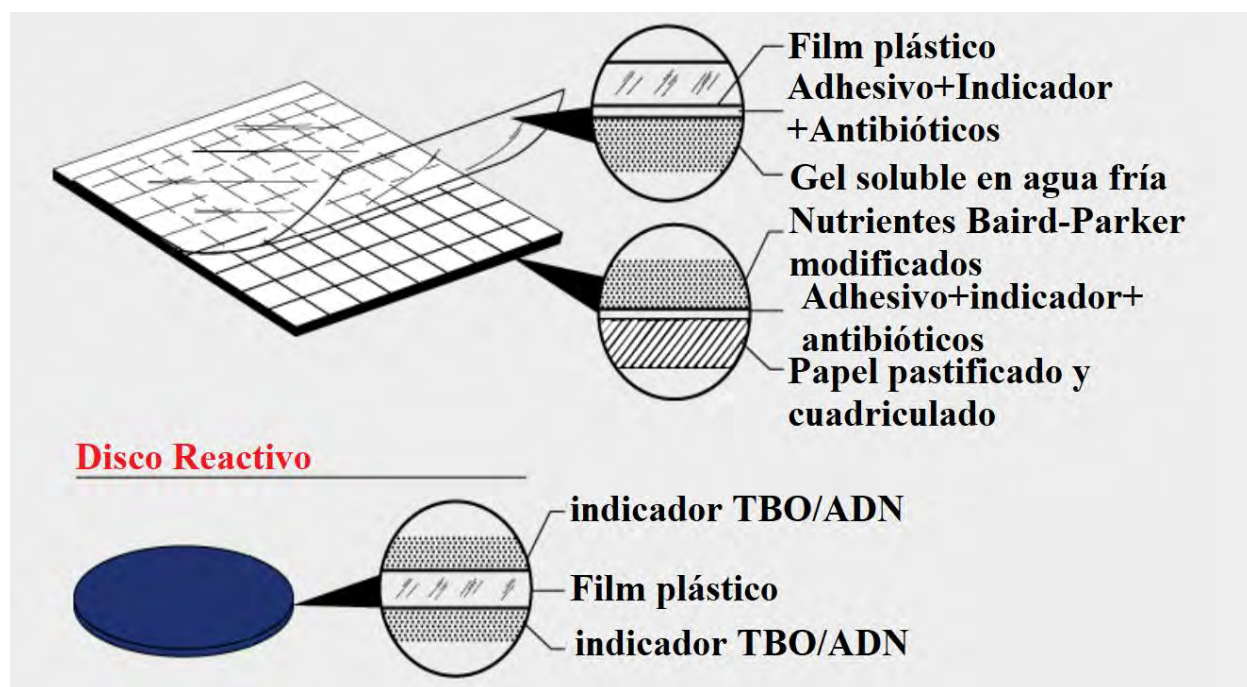 Film plástico
Adhesivo+Indicador
+Antibióticos
Gel soluble en agua fría
Nutrientes Baird-Parker
modificados
Adhesivo+indicador+
antibióticos
Papel pastificado y
cuadriculado
Disco Reactivo
indicador TBO/ADN
Film plástico
indicador TBO/ADN